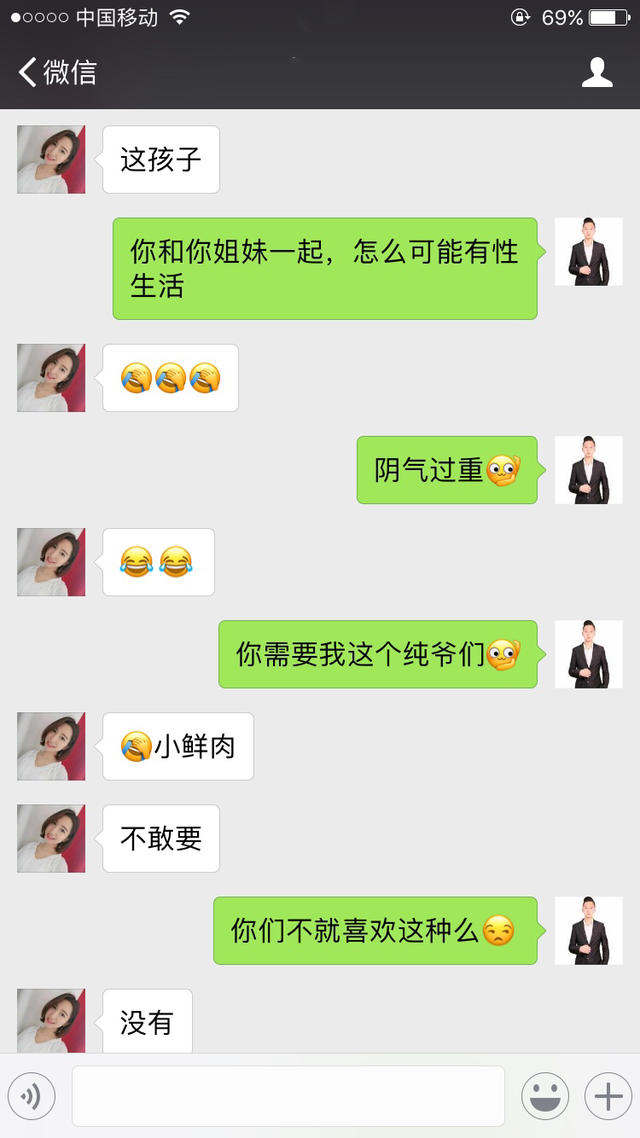 中国移动
69%
微信
这孩子
你和你姐妹一起，怎么可能有性
生活
阴气过重
你需要我这个纯爷们
小鲜肉
不敢要
你们不就喜欢这种么
没有